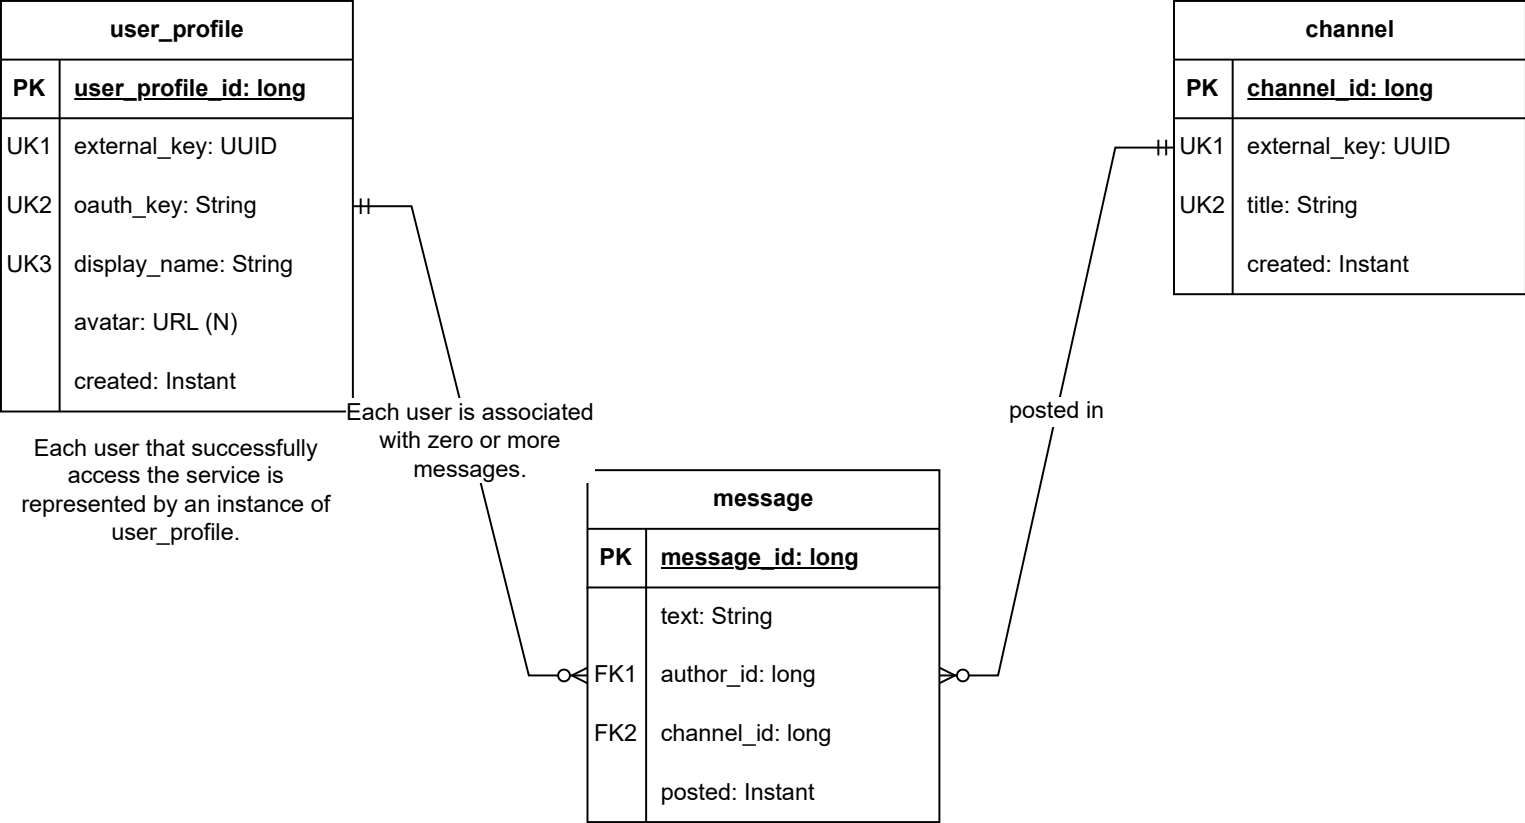 user_profile
PK user_profile_id: long
UK1 external_key: UUID
UK2 oauth_key: String
UK3 display_name: String
avatar: URL (N)
created: Instant
Each user that successfully
access the service is
represented by an instance of
user_profile.
Each user is associated
with zero or more
messages.
channel
PK channel_id: long
UK1 external_key: UUID
UK2 title: String
created: Instant
posted in
message
PK message_id: long
text: String
FK1 author_id: long
FK2 channel_id: long
posted: Instant